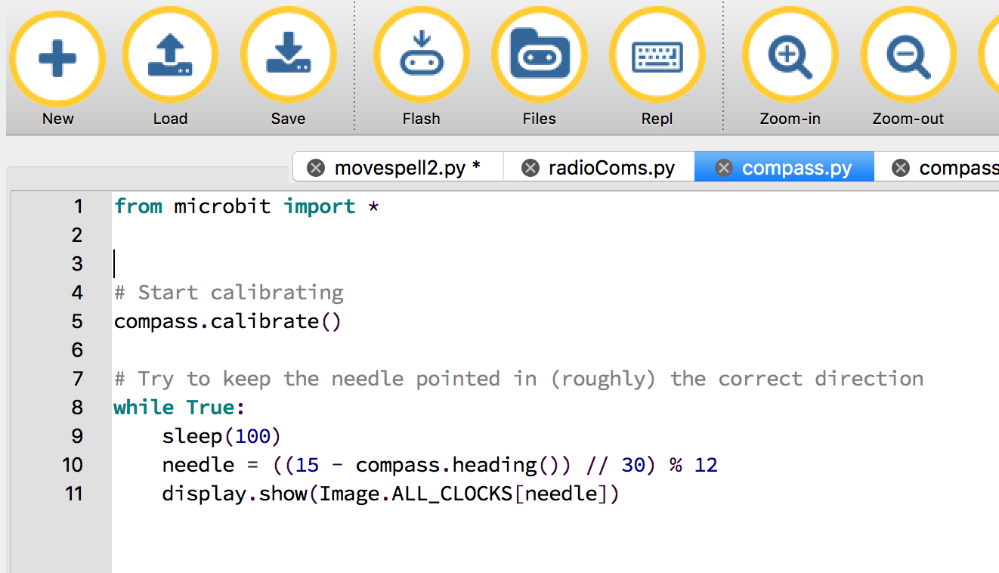 New Load Save Flash Files Repl Zoom-in Zoom-out
movespell2.py * radioComs.py compass.py compass
1 from microbit import *
2
3
4 # Start calibrating
5 compass.calibrate()
6
7 # Try to keep the needle pointed in (roughly) the correct direction
8 while True:
9     sleep(100)
10     needle = ((15 - compass.heading()) // 30) % 12
11     display.show(Image.ALL_CLOCKS[needle])